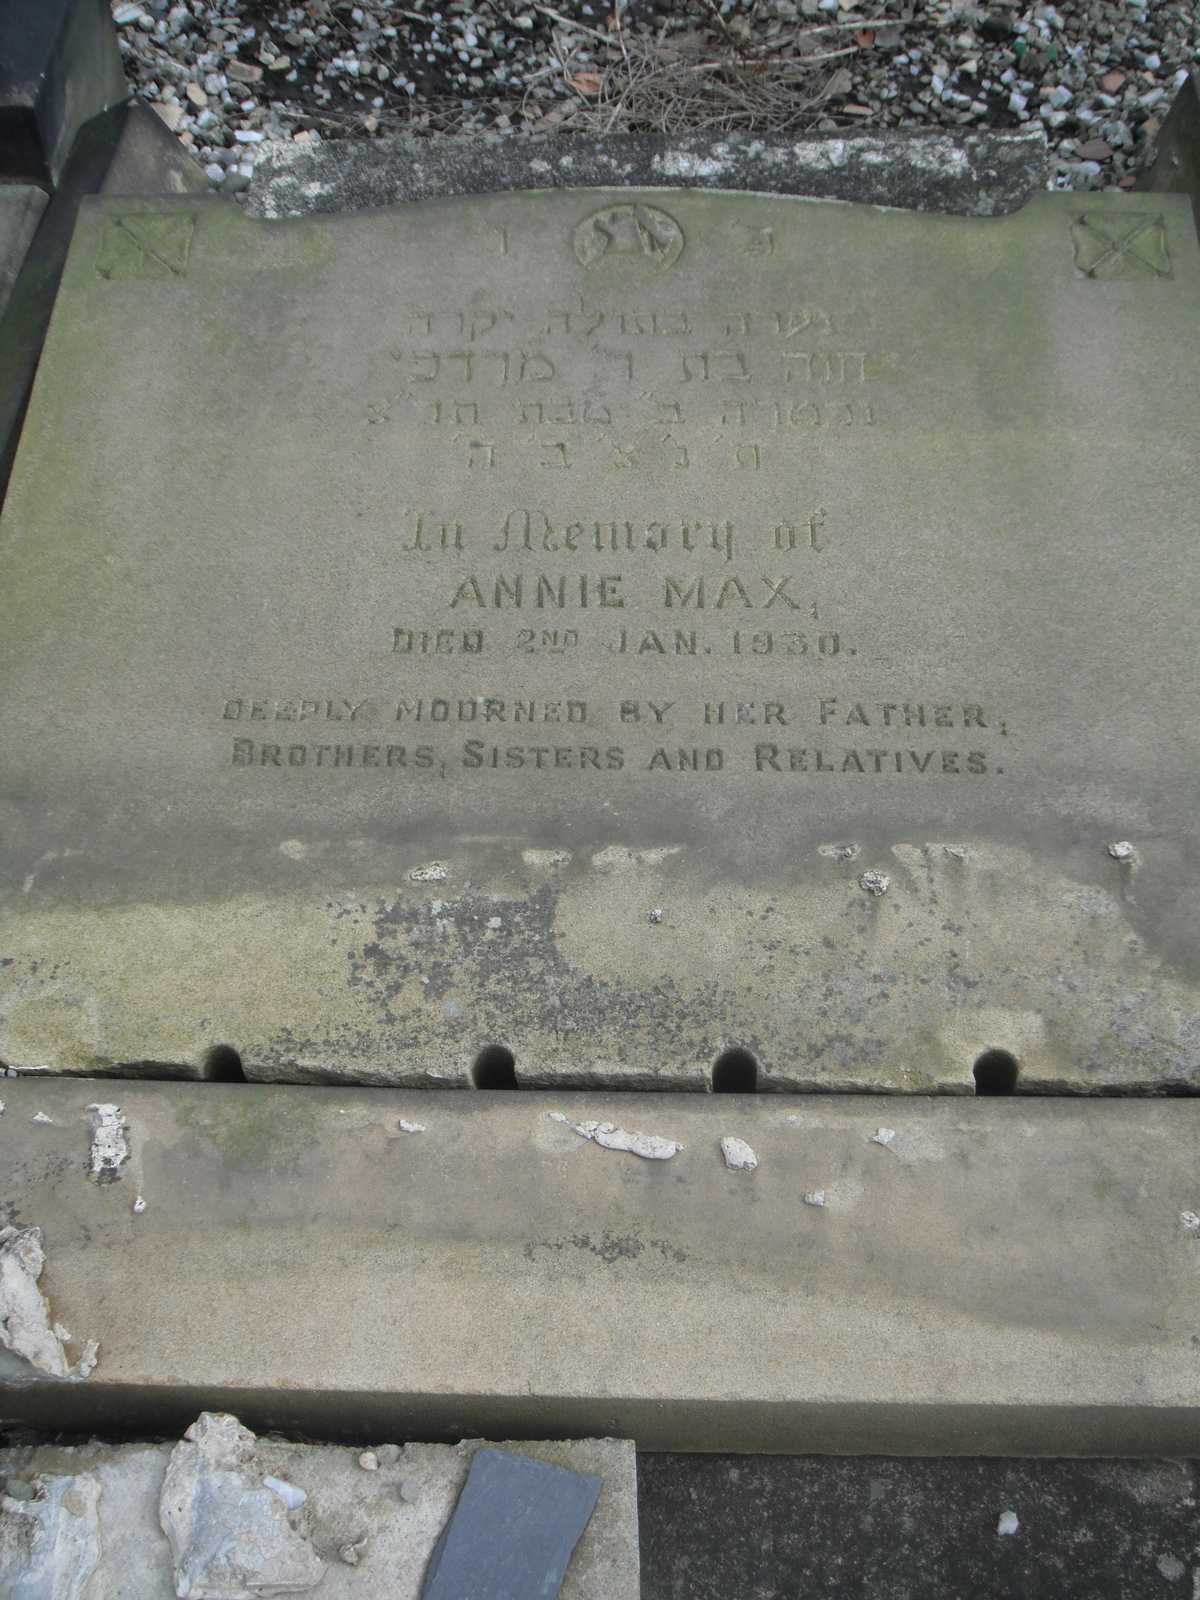 פ נ
נערה בתולה יקרה
חנה בת ר' מרדכי
נפטרה ב' טבת תר"צ
ת' נ' צ' ב' ה'
In Memory of
ANNIE MAX,
DIED 2ND JAN. 1930.
DEEPLY MOURNED BY HER FATHER,
BROTHERS, SISTERS AND RELATIVES.